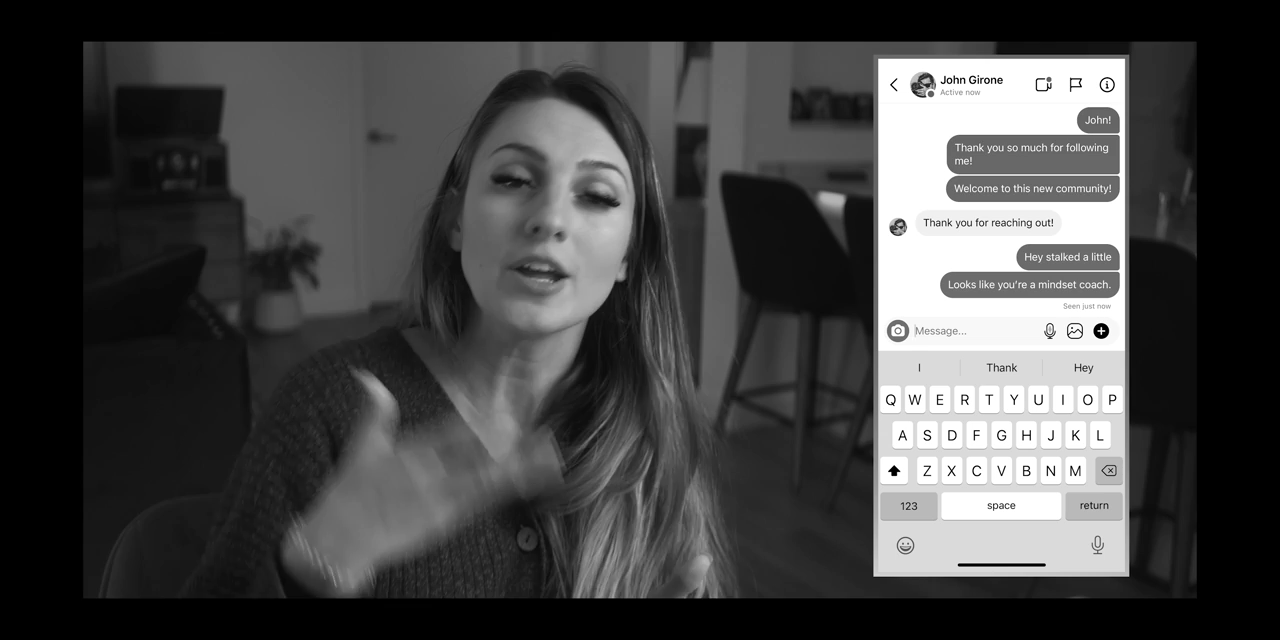 John Girone
Active now
John!
Thank you so much for following
me!
Welcome to this new community!
Thank you for reaching out!
Hey stalked a little
Looks like you’re a mindset coach.
Seen just now
Message...
I Thank Hey
Q W E R T Y U I O P
A S D F G H J K L
Z X C V B N M
123 space return